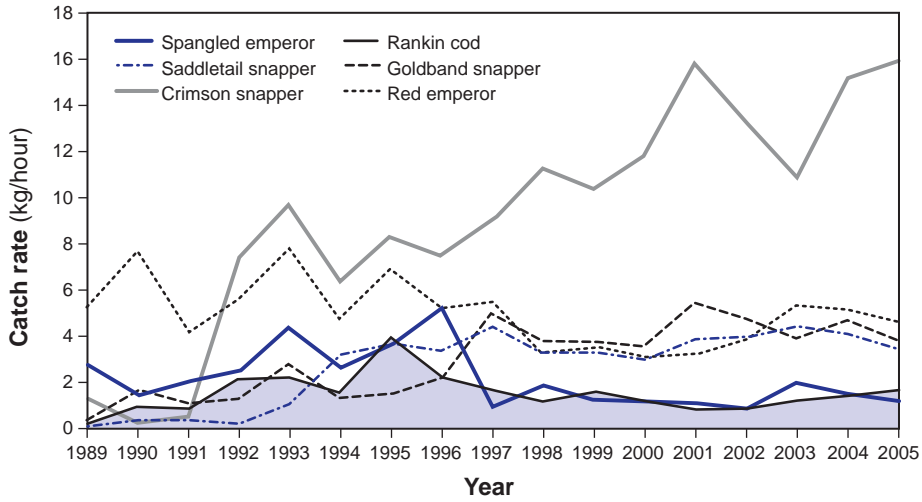 18
16
14
12
10
8
6
4
2
0
Catch rate (kg/hour)
Spangled emperor
Saddletail snapper
Crimson snapper
Rankin cod
Goldband snapper
Red emperor
1989 1990 1991 1992 1993 1994 1995 1996 1997 1998 1999 2000 2001 2002 2003 2004 2005
Year